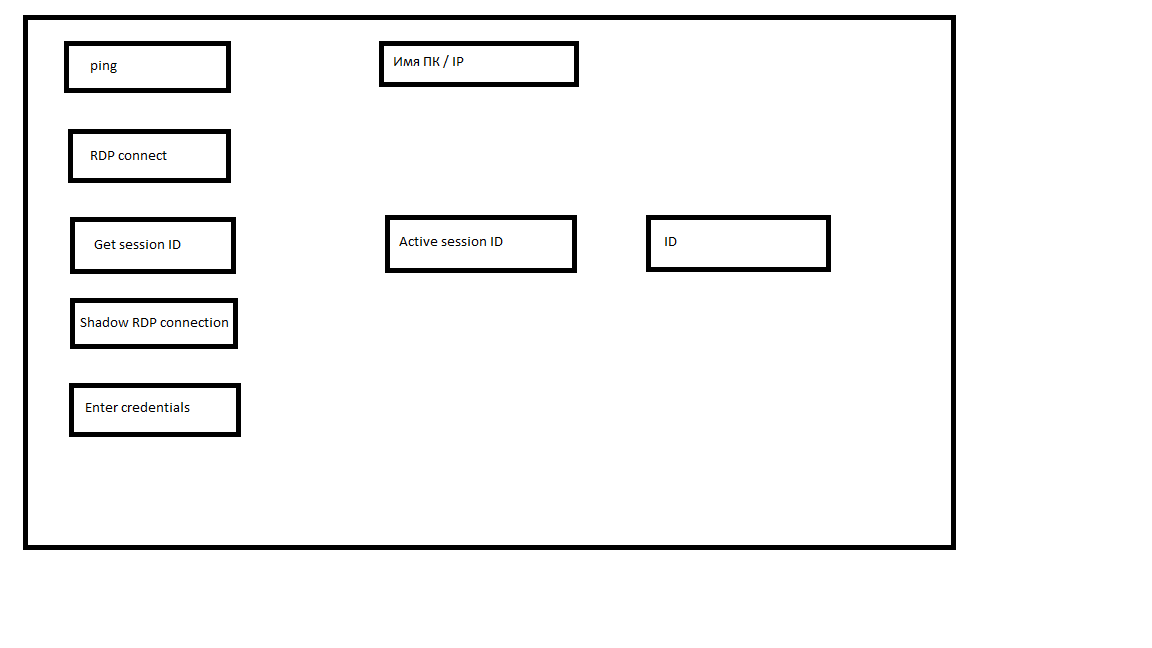 ping
Имя ПК / IP
RDP connect
Get session ID
Active session ID
ID
Shadow RDP connection
Enter credentials